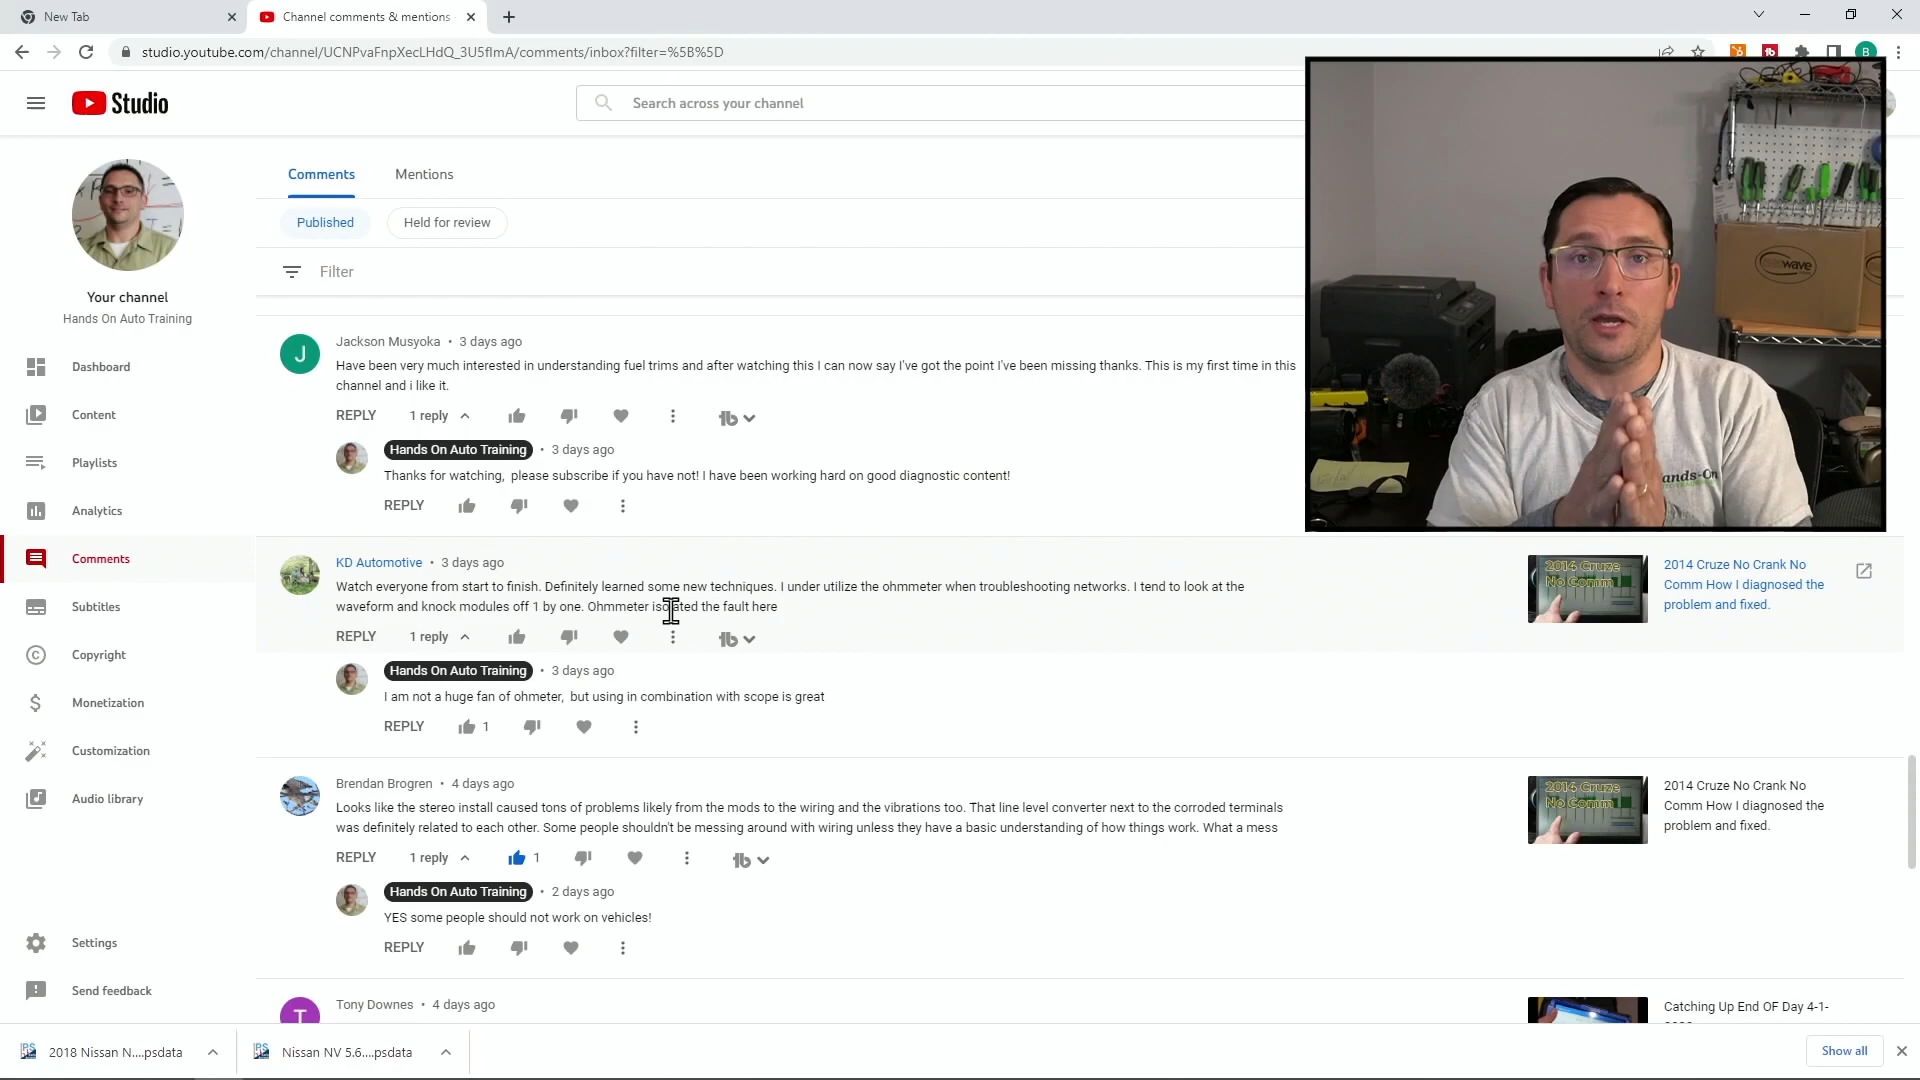 New Tab
Channel comments & mentions
studio.youtube.com/channel/UCNPvaFnpXecLHdQ_3U5flmA/comments/inbox?filter=%5B%5D
B
Studio
Search across your channel
Your channel
Hands On Auto Training
Dashboard
Content
Playlists
Analytics
Comments
Subtitles
Copyright
Monetization
Customization
Audio library
Settings
Send feedback
Comments
Mentions
Published
Held for review
Filter
J
Jackson Musyoka • 3 days ago
Have been very much interested in understanding fuel trims and after watching this I can now say I've got the point I've been missing thanks. This is my first time in this
channel and i like it.
REPLY 1 reply
Hands On Auto Training • 3 days ago
Thanks for watching, please subscribe if you have not! I have been working hard on good diagnostic content!
REPLY
KD Automotive • 3 days ago
Watch everyone from start to finish. Definitely learned some new techniques. I under utilize the ohmmeter when troubleshooting networks. I tend to look at the
waveform and knock modules off 1 by one. Ohmmeter isolated the fault here
REPLY 1 reply
2014 Cruze
No Comm
2014 Cruze No Crank No
Comm How I diagnosed the
problem and fixed.
Hands On Auto Training • 3 days ago
I am not a huge fan of ohmeter, but using in combination with scope is great
REPLY 1
Brendan Brogren • 4 days ago
Looks like the stereo install caused tons of problems likely from the mods to the wiring and the vibrations too. That line level converter next to the corroded terminals
was definitely related to each other. Some people shouldn't be messing around with wiring unless they have a basic understanding of how things work. What a mess
REPLY 1 reply 1
2014 Cruze
No Comm
2014 Cruze No Crank No
Comm How I diagnosed the
problem and fixed.
Hands On Auto Training • 2 days ago
YES some people should not work on vehicles!
REPLY
T
Tony Downes • 4 days ago
Catching Up End OF Day 4-1-
2018 Nissan N....psdata
Nissan NV 5.6....psdata
Show all